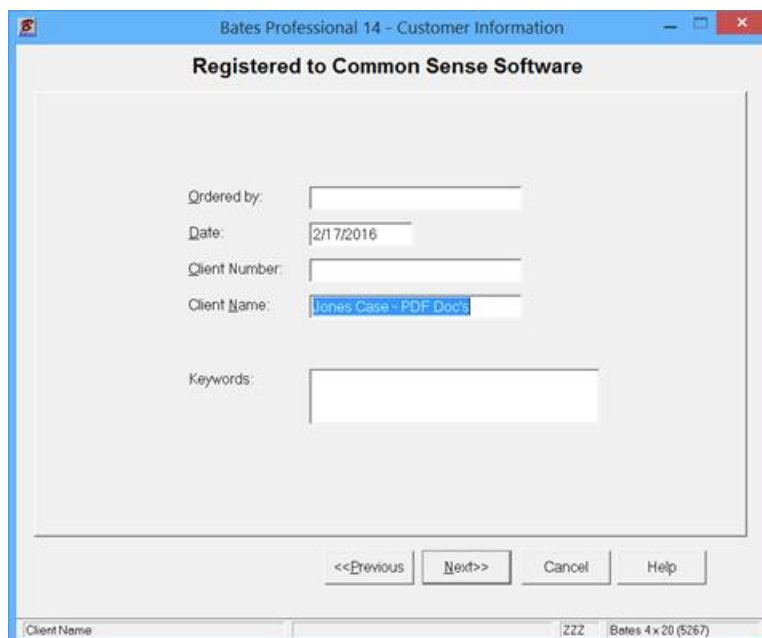 Bates Professional 14 - Customer Information
Registered to Common Sense Software
Ordered by:
Date: 2/17/2016
Client Number:
Client Name: Jones Case - PDF Doc's
Keywords:
<<Previous Next>> Cancel Help
Client Name ZZZ Bates 4 x 20 (5267)